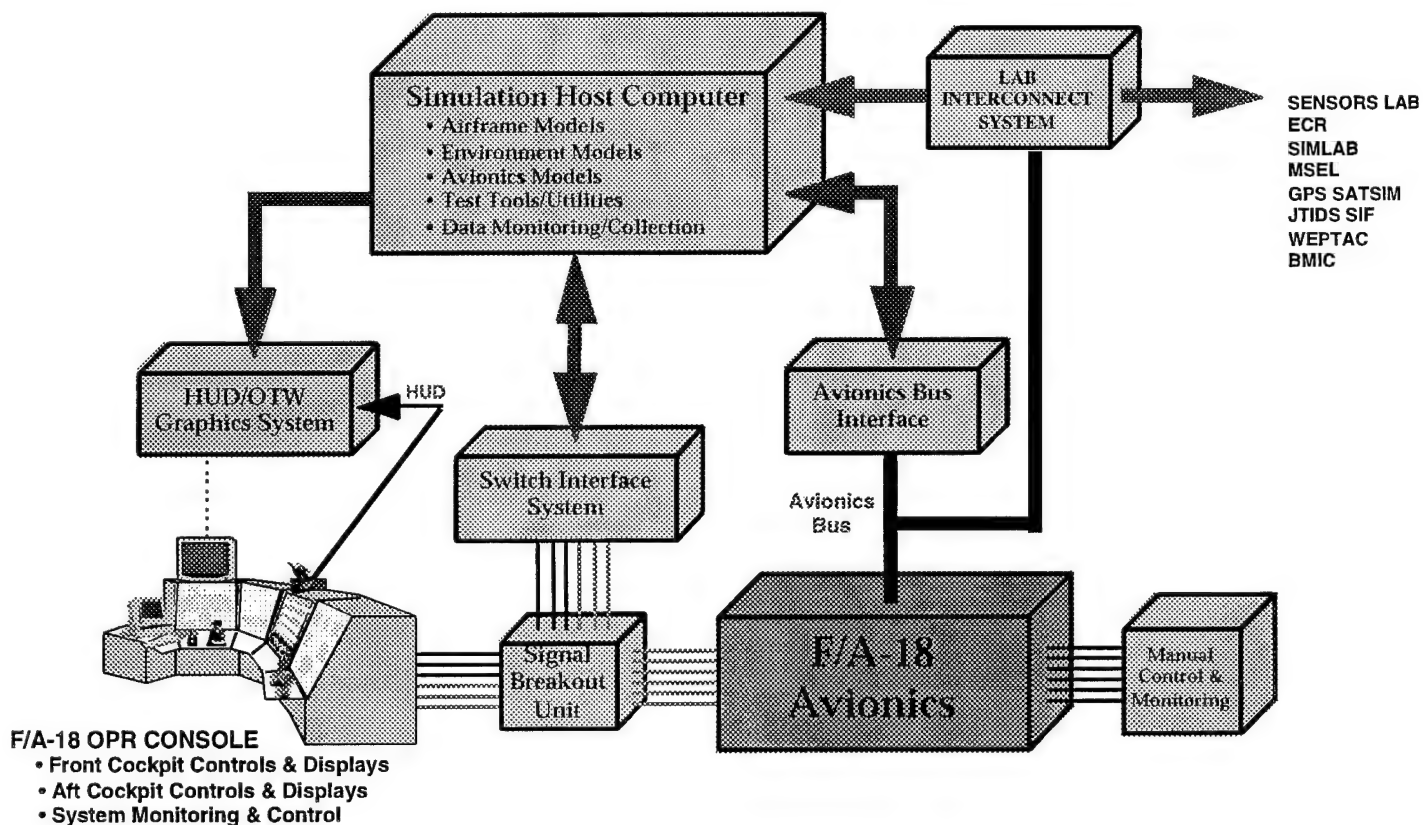 Simulation Host Computer
• Airframe Models
• Environment Models
• Avionics Models
• Test Tools/Utilities
• Data Monitoring/Collection
LAB
INTERCONNECT
SYSTEM
SENSORS LAB
ECR
SIMLAB
MSEL
GPS SATSIM
JTIDS SIF
WEPTAC
BMIC
HUD/OTW
Graphics System
HUD
Switch Interface
System
Avionics Bus
Interface
Avionics
Bus
Signal
Breakout
Unit
F/A-18
Avionics
Manual
Control &
Monitoring
F/A-18 OPR CONSOLE
• Front Cockpit Controls & Displays
• Aft Cockpit Controls & Displays
• System Monitoring & Control